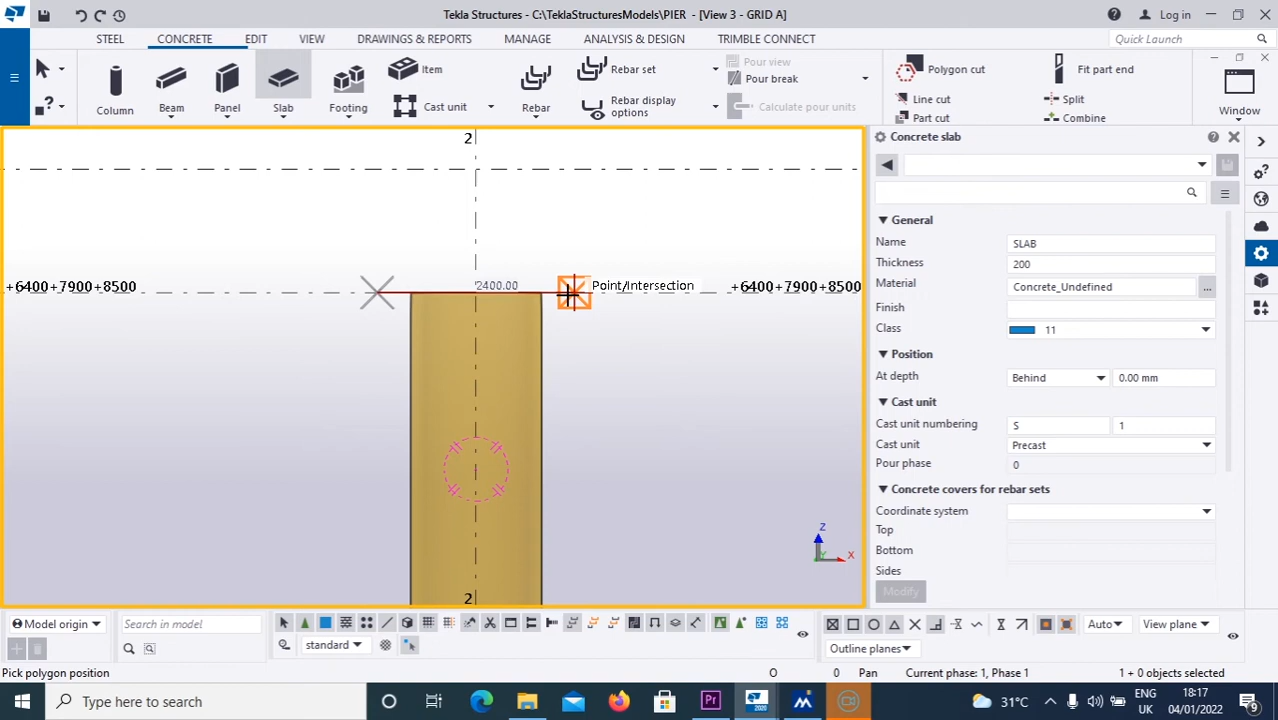 Tekla Structures - C:\TeklaStructuresModels\PIER - [View 3 - GRID A]
Log in
STEEL CONCRETE EDIT VIEW DRAWINGS & REPORTS MANAGE ANALYSIS & DESIGN TRIMBLE CONNECT
Quick Launch
Column
Beam
Panel
Slab
Footing
Item
Cast unit
Rebar
Rebar set
Rebar display
options
Pour view
Pour break
Calculate pour units
Polygon cut
Fit part end
Line cut
Split
Part cut
Combine
Window
2
+6400+7900+8500
2400.00
Point/Intersection
+6400+7900+8500
Z
Y
X
2
Concrete slab
General
Name SLAB
Thickness 200
Material Concrete_Undefined ...
Finish
Class 11
Position
At depth Behind 0.00 mm
Cast unit
Cast unit numbering S 1
Cast unit Precast
Pour phase 0
Concrete covers for rebar sets
Coordinate system
Top
Bottom
Sides
Modify
Model origin
Search in model
standard
Auto
View plane
Outline planes
Pick polygon position
O 0 Pan Current phase: 1, Phase 1 1 + 0 objects selected
Type here to search
31°C
ENG
UK
18:17
04/01/2022
9